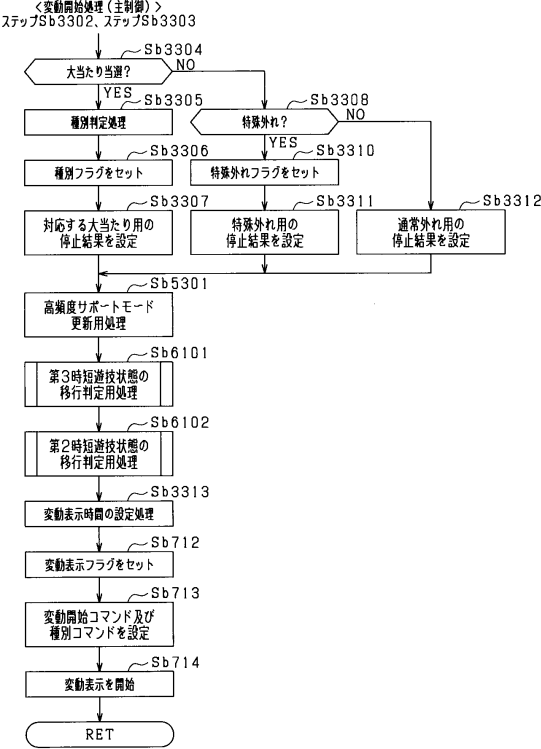 <変動開始処理(主制御)>
ステップSb3302、ステップSb3303
Sb3304
大当たり当選?
NO
YES
Sb3305
種別判定処理
Sb3308
特殊外れ?
NO
YES
Sb3306
種別フラグをセット
Sb3310
特殊外れフラグをセット
Sb3307
対応する大当たり用の
停止結果を設定
Sb3311
特殊外れ用の
停止結果を設定
Sb3312
通常外れ用の
停止結果を設定
Sb5301
高頻度サポートモード
更新用処理
Sb6101
第3時短遊技状態の
移行判定用処理
Sb6102
第2時短遊技状態の
移行判定用処理
Sb3313
変動表示時間の設定処理
Sb712
変動表示フラグをセット
Sb713
変動開始コマンド及び
種別コマンドを設定
Sb714
変動表示を開始
RET